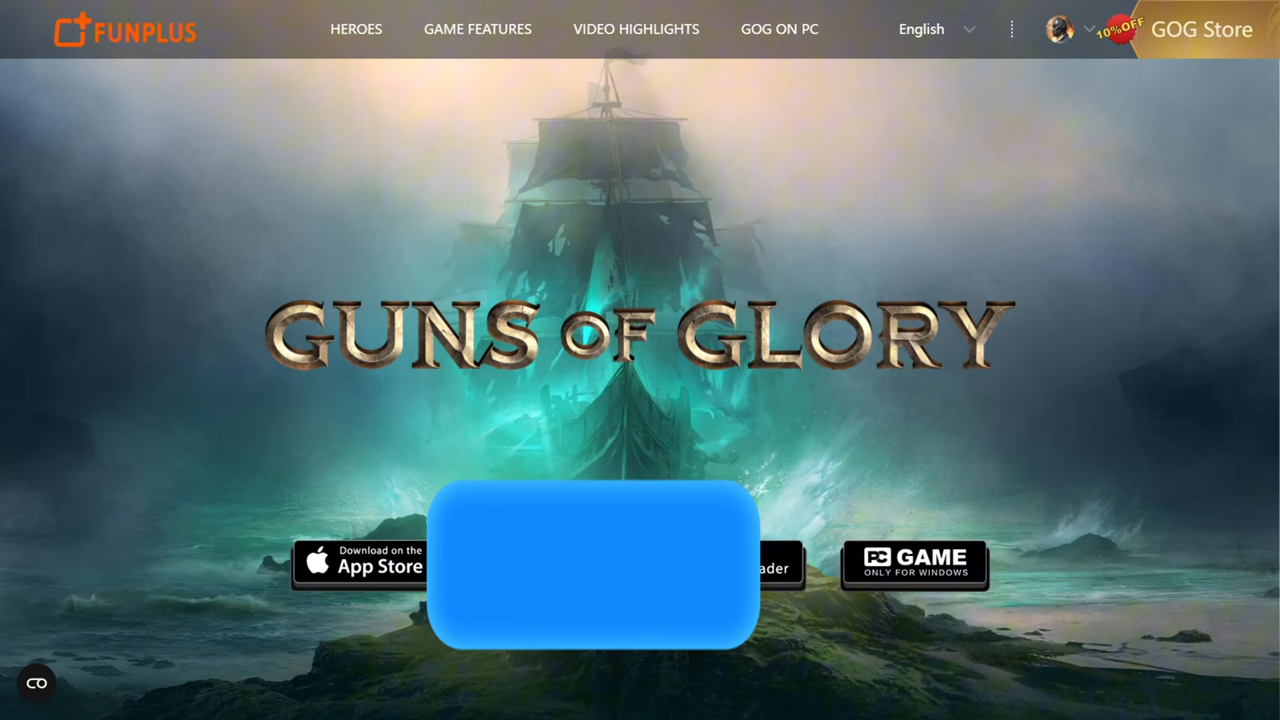 FUNPLUS
HEROES
GAME FEATURES
VIDEO HIGHLIGHTS
GOG ON PC
English
10%OFF
GOG Store
GUNS OF GLORY
Download on the
App Store
PC GAME
ONLY FOR WINDOWS